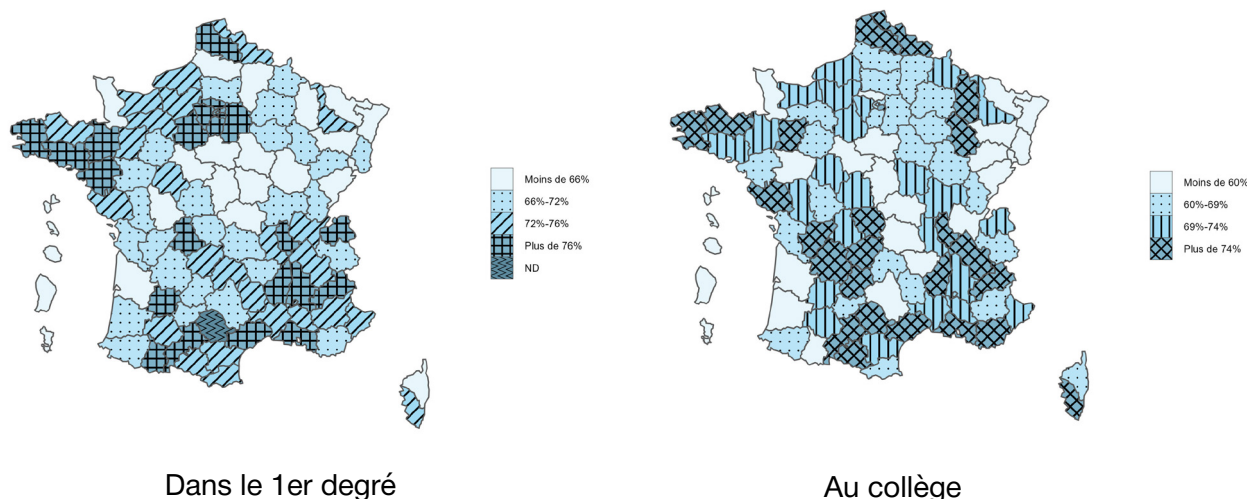 Moins de 66%
66%-72%
72%-76%
Plus de 76%
ND
Moins de 60%
60%-69%
69%-74%
Plus de 74%
Dans le 1er degré
Au collège